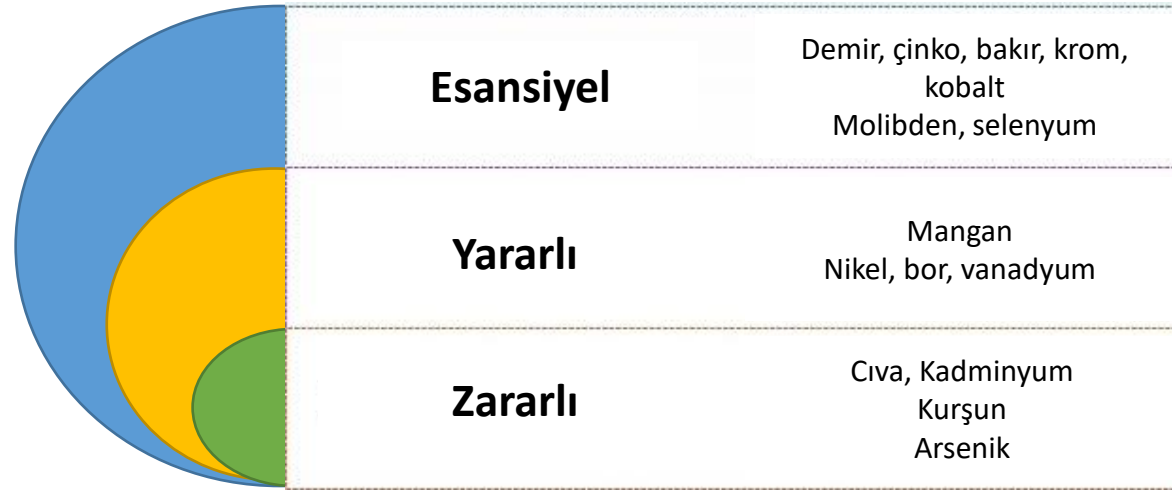 Esansiyel
Demir, çinko, bakır, krom,
kobalt
Molibden, selenyum
Yararlı
Mangan
Nikel, bor, vanadyum
Zararlı
Cıva, Kadminyum
Kurşun
Arsenik